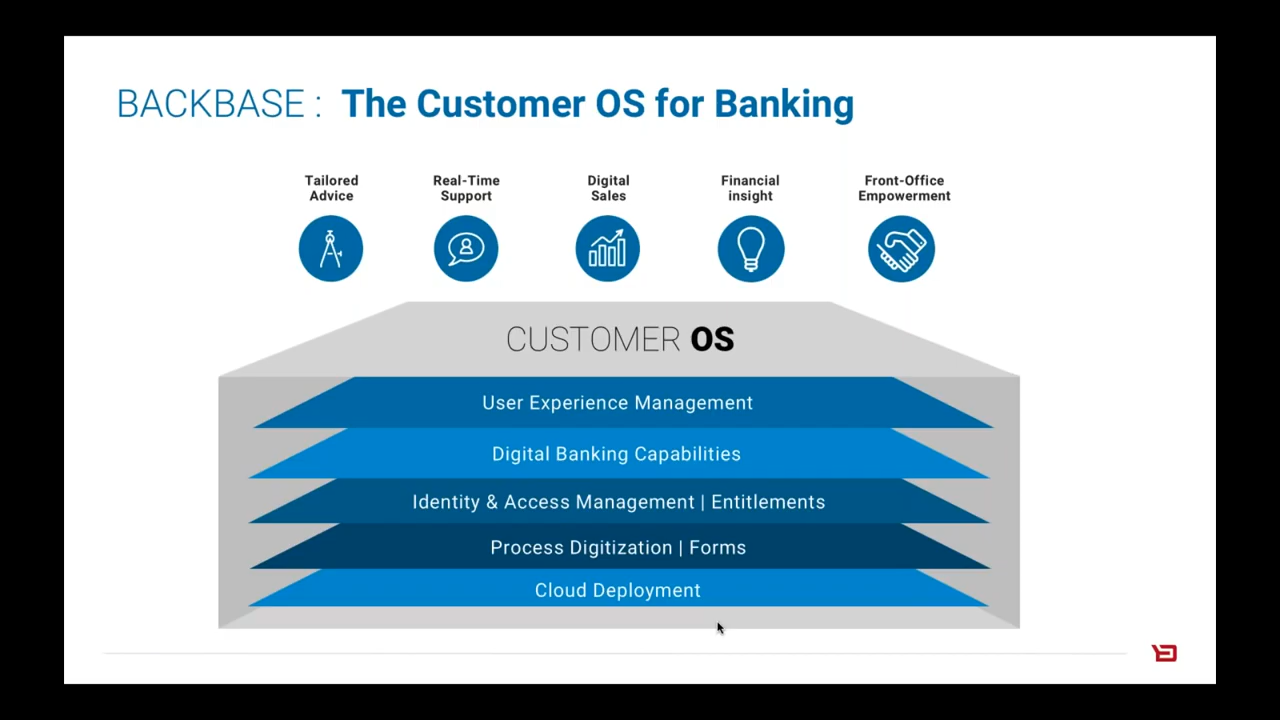 BACKBASE : The Customer OS for Banking
Tailored
Advice
Real-Time
Support
Digital
Sales
Financial
insight
Front-Office
Empowerment
CUSTOMER OS
User Experience Management
Digital Banking Capabilities
Identity & Access Management | Entitlements
Process Digitization | Forms
Cloud Deployment